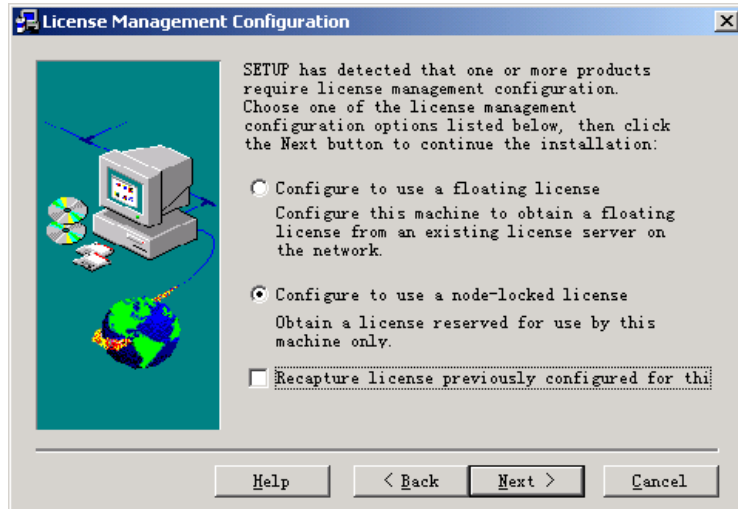 License Management Configuration
SETUP has detected that one or more products
require license management configuration.
Choose one of the license management
configuration options listed below, then click
the Next button to continue the installation:
Configure to use a floating license
Configure this machine to obtain a floating
license from an existing license server on
the network.
Configure to use a node-locked license
Obtain a license reserved for use by this
machine only.
Recapture license previously configured for thi
Help
< Back
Next >
Cancel